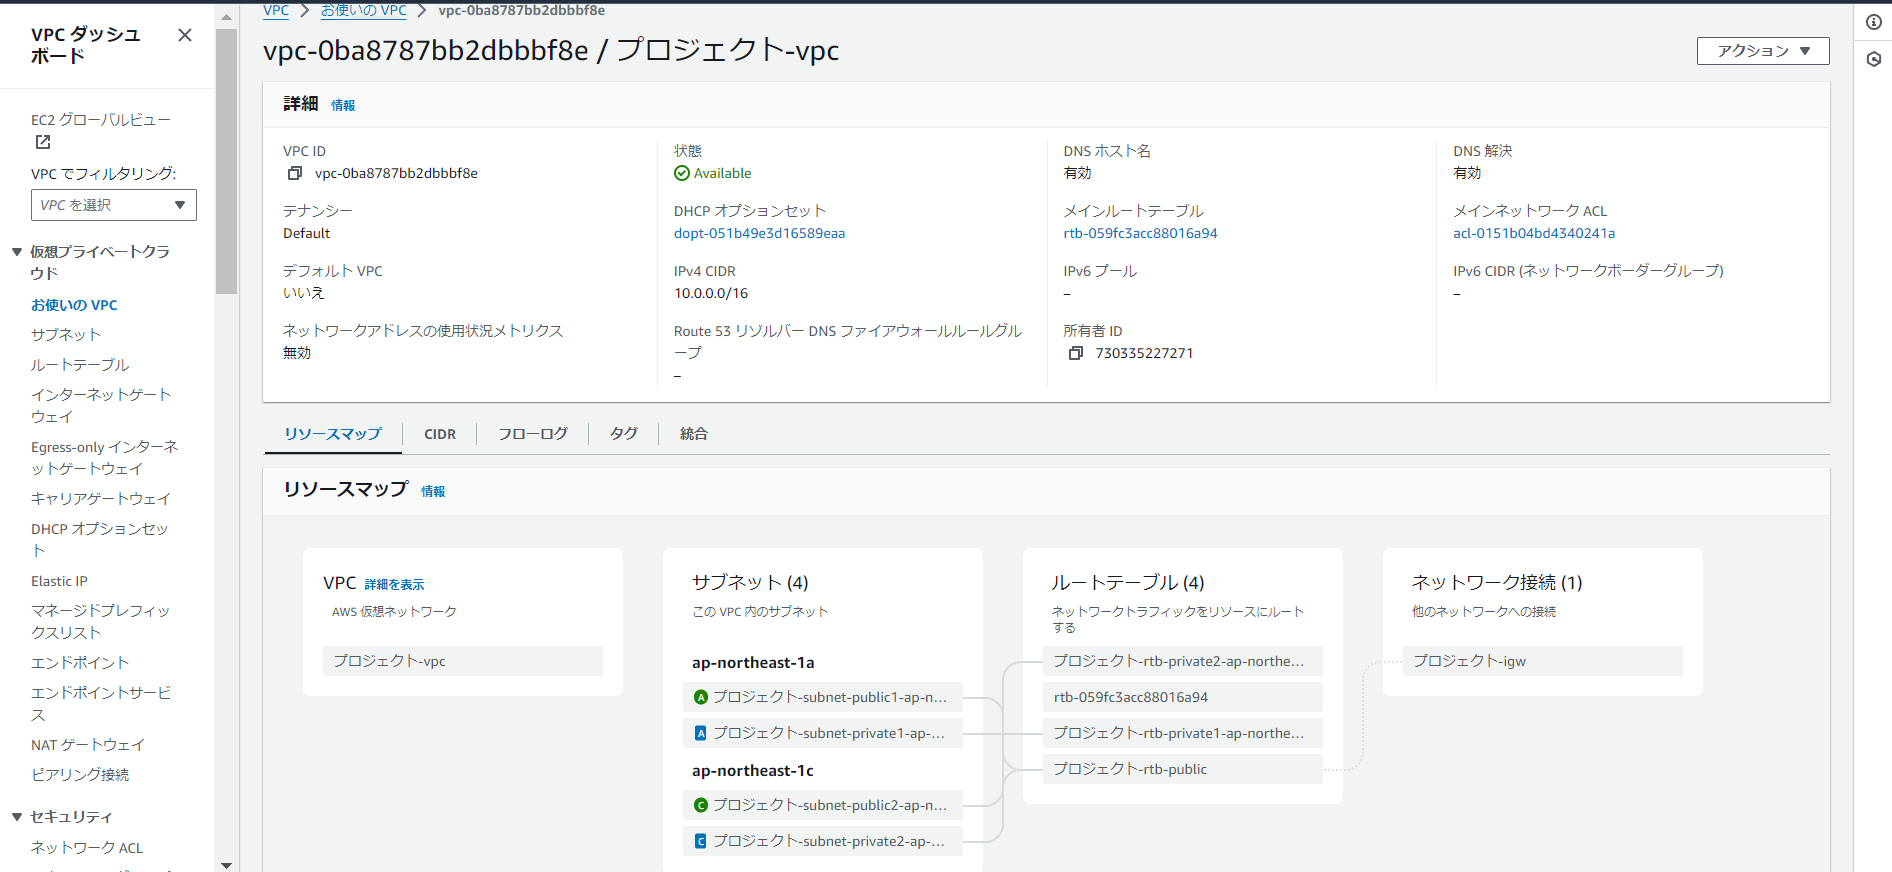 VPC
お使いの VPC
vpc-0ba8787bb2dbbbf8e
VPC ダッシュ
ボード
EC2 グローバルビュー
VPC でフィルタリング:
VPC を選択
仮想プライベートクラ
ウド
お使いの VPC
サブネット
ルートテーブル
インターネットゲート
ウェイ
Egress-only インターネ
ットゲートウェイ
キャリアゲートウェイ
DHCP オプションセッ
ト
Elastic IP
マネージドプレフィッ
クスリスト
エンドポイント
エンドポイントサービ
ス
NAT ゲートウェイ
ピアリング接続
セキュリティ
ネットワーク ACL
vpc-0ba8787bb2dbbbf8e / プロジェクト-vpc
アクション
詳細 情報
VPC ID
vpc-0ba8787bb2dbbbf8e
状態
Available
DNS ホスト名
有効
DNS 解決
有効
テナンシー
Default
DHCP オプションセット
dopt-051b49e3d16589eaa
メインルートテーブル
rtb-059fc3acc88016a94
メインネットワーク ACL
acl-0151b04bd4340241a
デフォルト VPC
いいえ
IPv4 CIDR
10.0.0.0/16
IPv6 プール
–
IPv6 CIDR (ネットワークボーダーグループ)
–
ネットワークアドレスの使用状況メトリクス
無効
Route 53 リゾルバー DNS ファイアウォールルールグル
ープ
–
所有者 ID
730335227271
リソースマップ
CIDR
フローログ
タグ
統合
リソースマップ 情報
VPC 詳細を表示
AWS 仮想ネットワーク
プロジェクト-vpc
サブネット (4)
この VPC 内のサブネット
ap-northeast-1a
A プロジェクト-subnet-public1-ap-n...
A プロジェクト-subnet-private1-ap-...
ap-northeast-1c
C プロジェクト-subnet-public2-ap-n...
C プロジェクト-subnet-private2-ap-...
ルートテーブル (4)
ネットワークトラフィックをリソースにルート
する
プロジェクト-rtb-private2-ap-northe...
rtb-059fc3acc88016a94
プロジェクト-rtb-private1-ap-northe...
プロジェクト-rtb-public
ネットワーク接続 (1)
他のネットワークへの接続
プロジェクト-igw